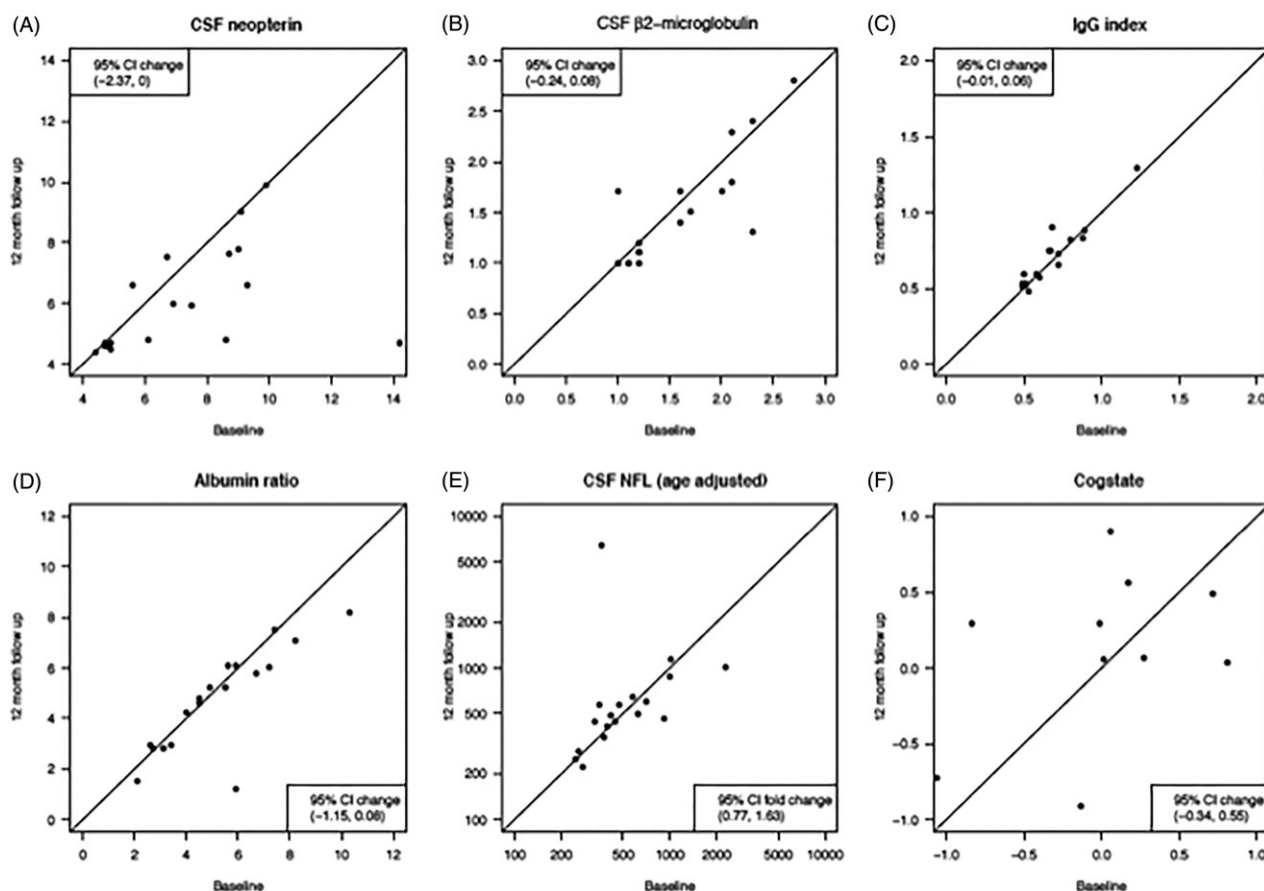 (A)
CSF neopterin
95% CI change
(−2.37, 0)
14
12
10
8
6
4
12 month follow up
4 6 8 10 12 14
Baseline
(B)
CSF β2−microglobulin
95% CI change
(−0.24, 0.08)
3.0
2.5
2.0
1.5
1.0
0.5
0.0
12 month follow up
0.0 0.5 1.0 1.5 2.0 2.5 3.0
Baseline
(C)
IgG index
95% CI change
(−0.01, 0.06)
2.0
1.5
1.0
0.5
0.0
12 month follow up
0.0 0.5 1.0 1.5 2.0
Baseline
(D)
Albumin ratio
12
10
8
6
4
2
0
12 month follow up
95% CI change
(−1.15, 0.08)
0 2 4 6 8 10 12
Baseline
(E)
CSF NFL (age adjusted)
10000
5000
2000
1000
500
200
100
12 month follow up
95% CI fold change
(0.77, 1.63)
100 200 500 1000 2000 10000
Baseline
(F)
Cogstate
1.0
0.5
0.0
−0.5
−1.0
12 month follow up
95% CI change
(−0.34, 0.55)
−1.0 −0.5 0.0 0.5 1.0
Baseline